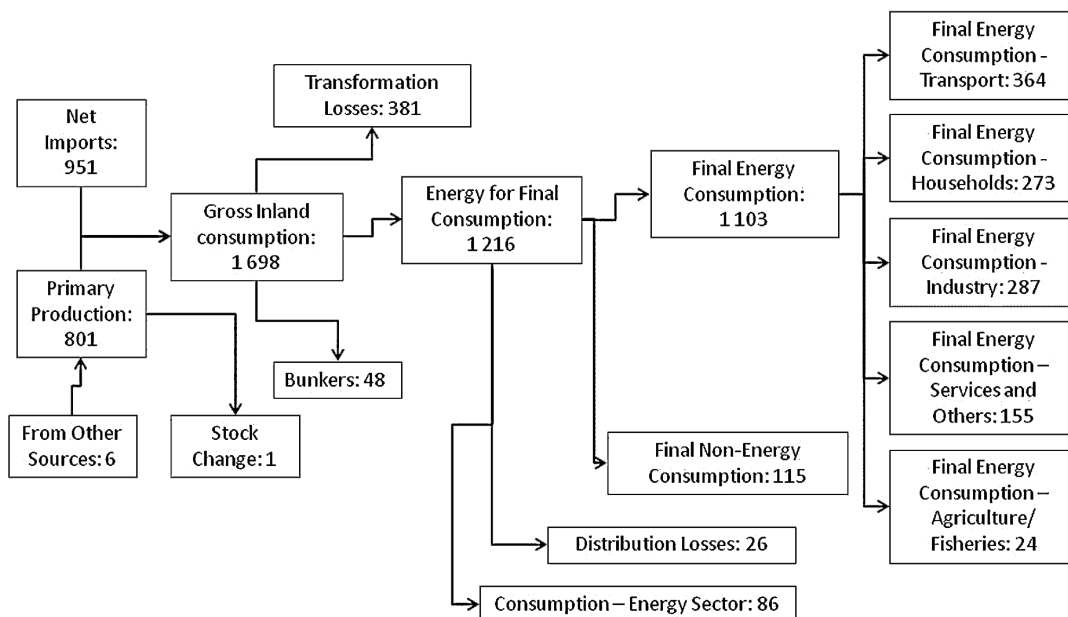 Net
Imports:
951
Primary
Production:
801
From Other
Sources: 6
Stock
Change: 1
Transformation
Losses: 381
Gross Inland
consumption:
1 698
Bunkers: 48
Energy for Final
Consumption:
1 216
Final Energy
Consumption:
1 103
Final Non-Energy
Consumption: 115
Distribution Losses: 26
Consumption – Energy Sector: 86
Final Energy
Consumption -
Transport: 364
Final Energy
Consumption -
Households: 273
Final Energy
Consumption -
Industry: 287
Final Energy
Consumption –
Services and
Others: 155
Final Energy
Consumption –
Agriculture/
Fisheries: 24